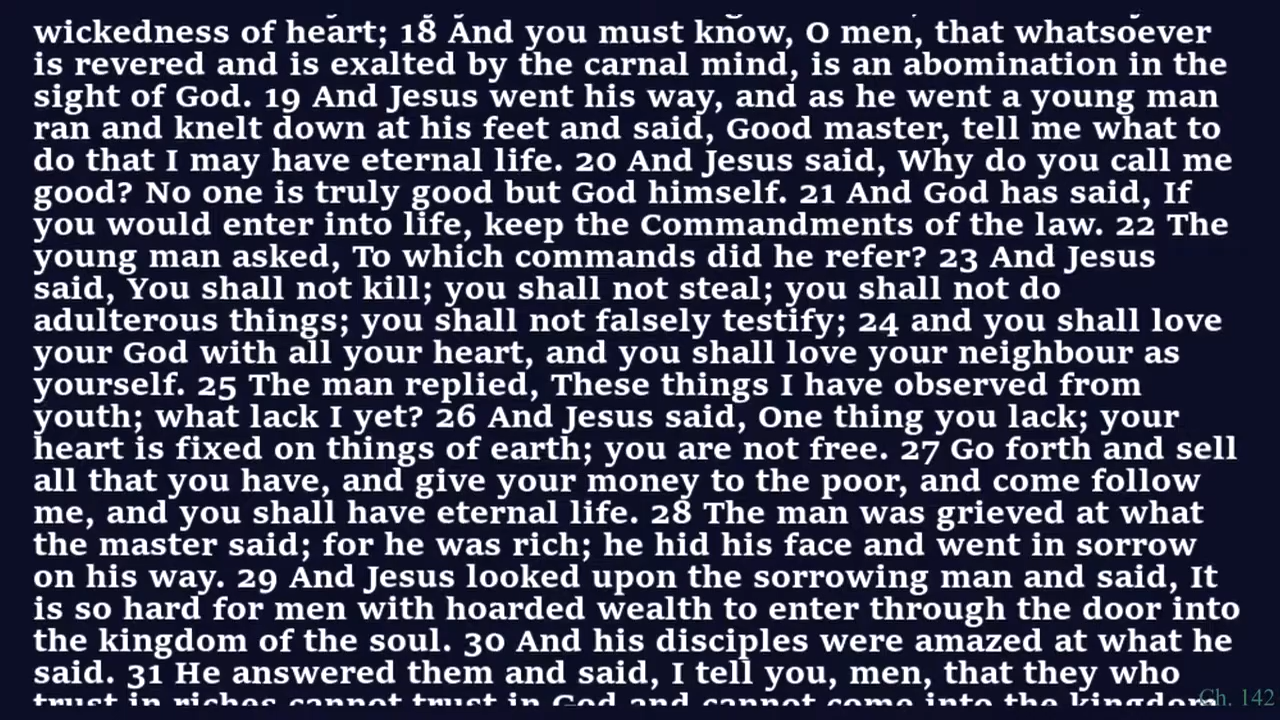 wickedness of heart; 18 And you must know, O men, that whatsoever
is revered and is exalted by the carnal mind, is an abomination in the
sight of God. 19 And Jesus went his way, and as he went a young man
ran and knelt down at his feet and said, Good master, tell me what to
do that I may have eternal life. 20 And Jesus said, Why do you call me
good? No one is truly good but God himself. 21 And God has said, If
you would enter into life, keep the Commandments of the law. 22 The
young man asked, To which commands did he refer? 23 And Jesus
said, You shall not kill; you shall not steal; you shall not do
adulterous things; you shall not falsely testify; 24 and you shall love
your God with all your heart, and you shall love your neighbour as
yourself. 25 The man replied, These things I have observed from
youth; what lack I yet? 26 And Jesus said, One thing you lack; your
heart is fixed on things of earth; you are not free. 27 Go forth and sell
all that you have, and give your money to the poor, and come follow
me, and you shall have eternal life. 28 The man was grieved at what
the master said; for he was rich; he hid his face and went in sorrow
on his way. 29 And Jesus looked upon the sorrowing man and said, It
is so hard for men with hoarded wealth to enter through the door into
the kingdom of the soul. 30 And his disciples were amazed at what he
said. 31 He answered them and said, I tell you, men, that they who
trust in riches cannot trust in God and cannot come into the kingdom
Ch. 142